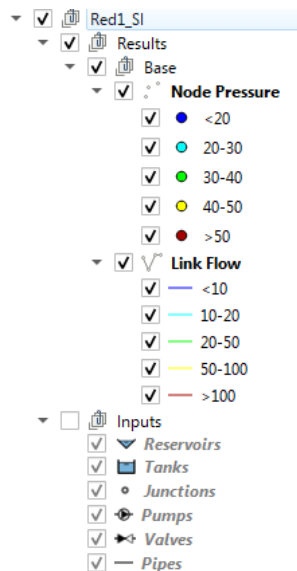 Red1_SI
Results
Base
Node Pressure
<20
20-30
30-40
40-50
>50
Link Flow
<10
10-20
20-50
50-100
>100
Inputs
Reservoirs
Tanks
Junctions
Pumps
Valves
Pipes